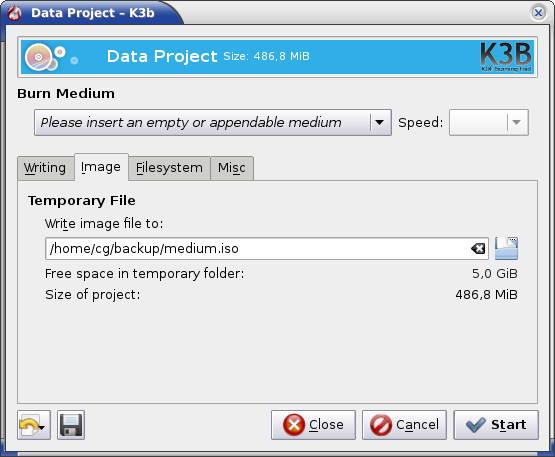 Data Project – K3b
Data Project Size: 486,8 MiB
K3B
K3B Burning Tool
Burn Medium
Please insert an empty or appendable medium Speed:
Writing Image Filesystem Misc
Temporary File
Write image file to:
/home/cg/backup/medium.iso
Free space in temporary folder: 5,0 GiB
Size of project: 486,8 MiB
Close Cancel Start